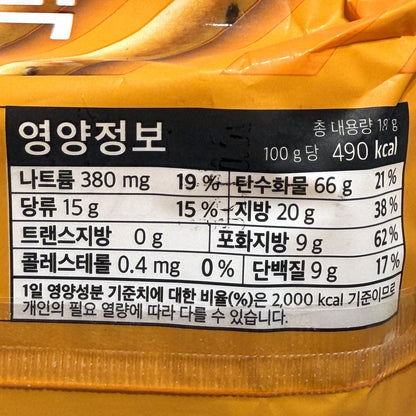 영양정보
총 내용량 18 g
100 g당 490 kcal
나트륨 380 mg 19 % 탄수화물 66 g 21 %
당류 15 g 15 % 지방 20 g 38 %
트랜스지방 0 g 포화지방 9 g 62 %
콜레스테롤 0.4 mg 0 % 단백질 9 g 17 %
1일 영양성분 기준치에 대한 비율(%)은 2,000 kcal 기준이므로
개인의 필요 열량에 따라 다를 수 있습니다.